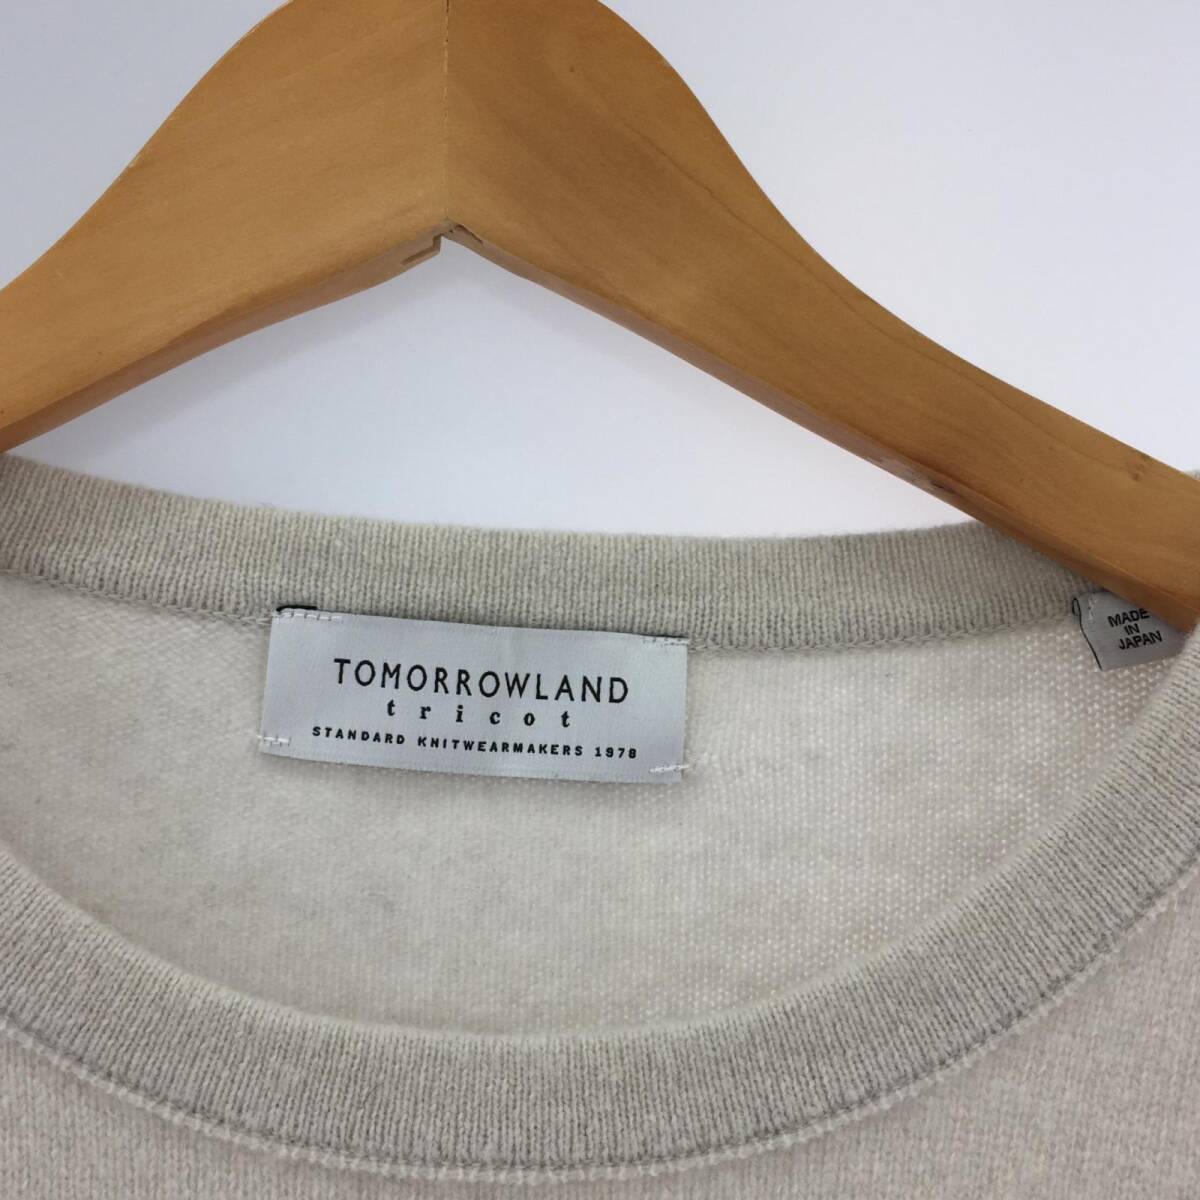 TOMORROWLAND
tricot
STANDARD KNITWEARMAKERS 1978
MADE
IN
JAPAN